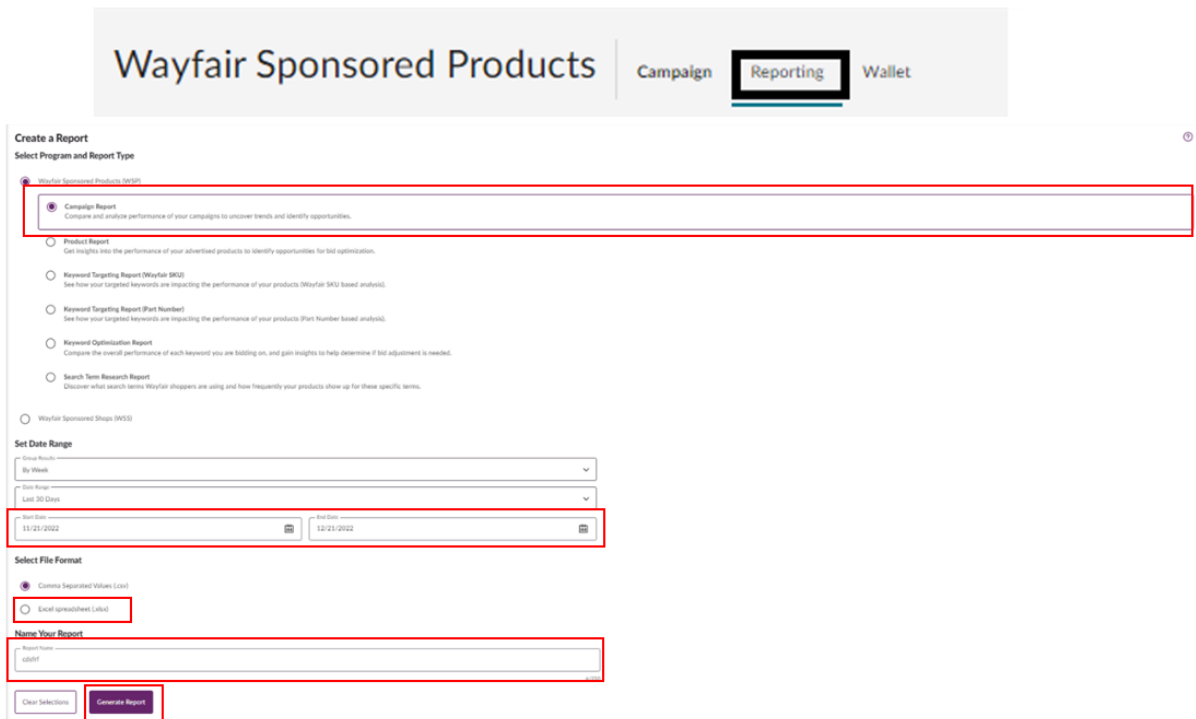 Wayfair Sponsored Products
Campaign
Reporting
Wallet
Create a Report
Select Program and Report Type
Wayfair Sponsored Products (WSP)
Campaign Report
Compare and analyze performance of your campaigns to uncover trends and identify opportunities.
Product Report
Get insights into the performance of your advertised products to identify opportunities for bid optimization.
Keyword Targeting Report (Wayfair SKU)
See how your targeted keywords are impacting the performance of your products (Wayfair SKU based analysis).
Keyword Targeting Report (Part Number)
See how your targeted keywords are impacting the performance of your products (Part Number based analysis).
Keyword Optimization Report
Compare the overall performance of each keyword you are bidding on, and gain insights to help determine if bid adjustment is needed.
Search Term Research Report
Discover what search terms Wayfair shoppers are using and how frequently your products show up for these specific terms.
Wayfair Sponsored Shops (WSS)
Set Date Range
Group Results
By Week
Date Range
Last 30 Days
Start Date
11/21/2022
End Date
12/21/2022
Select File Format
Comma Separated Values (.csv)
Excel spreadsheet (.xlsx)
Name Your Report
Report Name
Clear Selections
Generate Report